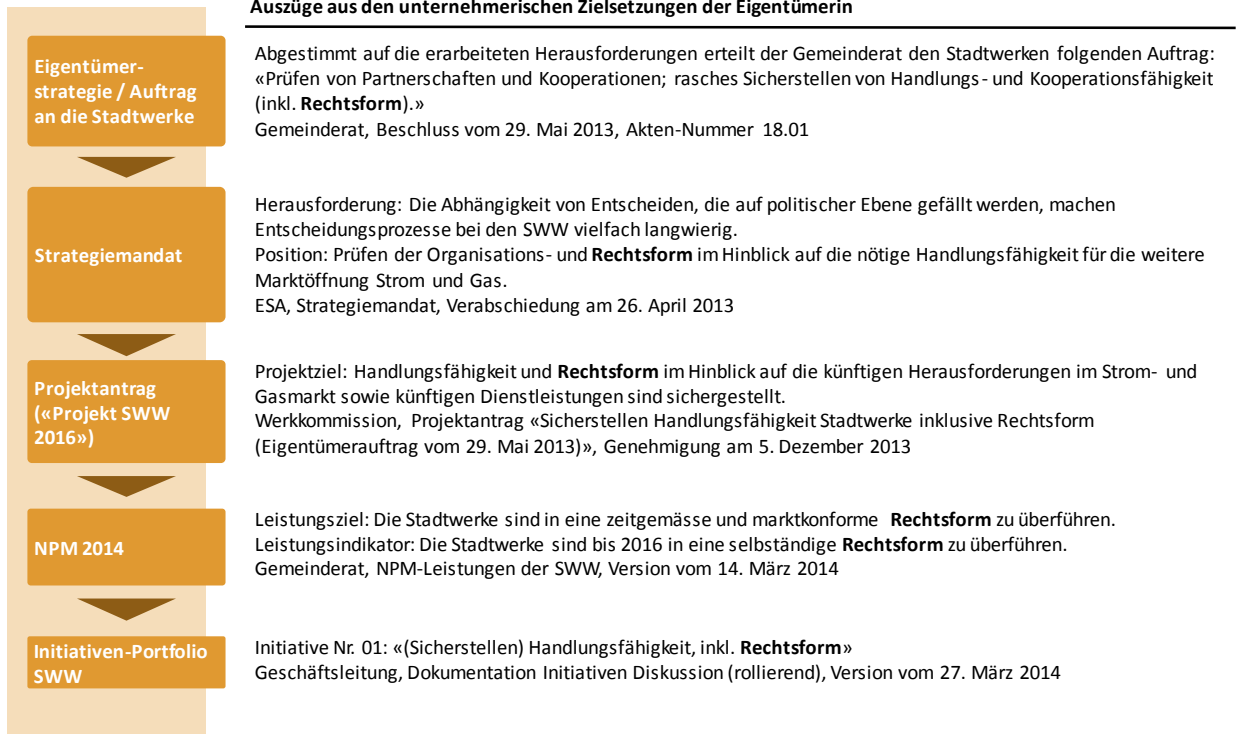 Auszüge aus den unternehmerischen Zielsetzungen der Eigentümerin
Eigentümer-
strategie / Auftrag
an die Stadtwerke
Abgestimmt auf die erarbeiteten Herausforderungen erteilt der Gemeinderat den Stadtwerken folgenden Auftrag:
«Prüfen von Partnerschaften und Kooperationen; rasches Sicherstellen von Handlungs- und Kooperationsfähigkeit
(inkl. Rechtsform).»
Gemeinderat, Beschluss vom 29. Mai 2013, Akten-Nummer 18.01
Strategiemandat
Herausforderung: Die Abhängigkeit von Entscheiden, die auf politischer Ebene gefällt werden, machen
Entscheidungsprozesse bei den SWW vielfach langwierig.
Position: Prüfen der Organisations- und Rechtsform im Hinblick auf die nötige Handlungsfähigkeit für die weitere
Marktöffnung Strom und Gas.
ESA, Strategiemandat, Verabschiedung am 26. April 2013
Projektantrag
(«Projekt SWW
2016»)
Projektziel: Handlungsfähigkeit und Rechtsform im Hinblick auf die künftigen Herausforderungen im Strom- und
Gasmarkt sowie künftigen Dienstleistungen sind sichergestellt.
Werkkommission, Projektantrag «Sicherstellen Handlungsfähigkeit Stadtwerke inklusive Rechtsform
(Eigentümerauftrag vom 29. Mai 2013)», Genehmigung am 5. Dezember 2013
NPM 2014
Leistungsziel: Die Stadtwerke sind in eine zeitgemässe und marktkonforme Rechtsform zu überführen.
Leistungsindikator: Die Stadtwerke sind bis 2016 in eine selbständige Rechtsform zu überführen.
Gemeinderat, NPM-Leistungen der SWW, Version vom 14. März 2014
Initiativen-Portfolio
SWW
Initiative Nr. 01: «(Sicherstellen) Handlungsfähigkeit, inkl. Rechtsform»
Geschäftsleitung, Dokumentation Initiativen Diskussion (rollierend), Version vom 27. März 2014